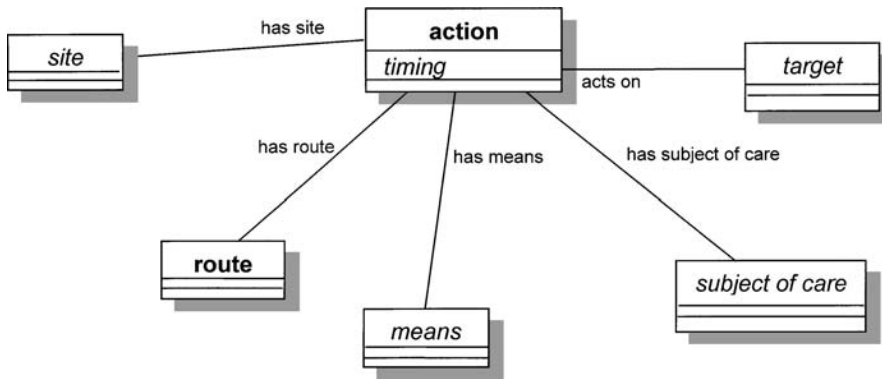 has site
action
site
timing
target
acts on
has route
has means
has subject of care
route
subject of care
means